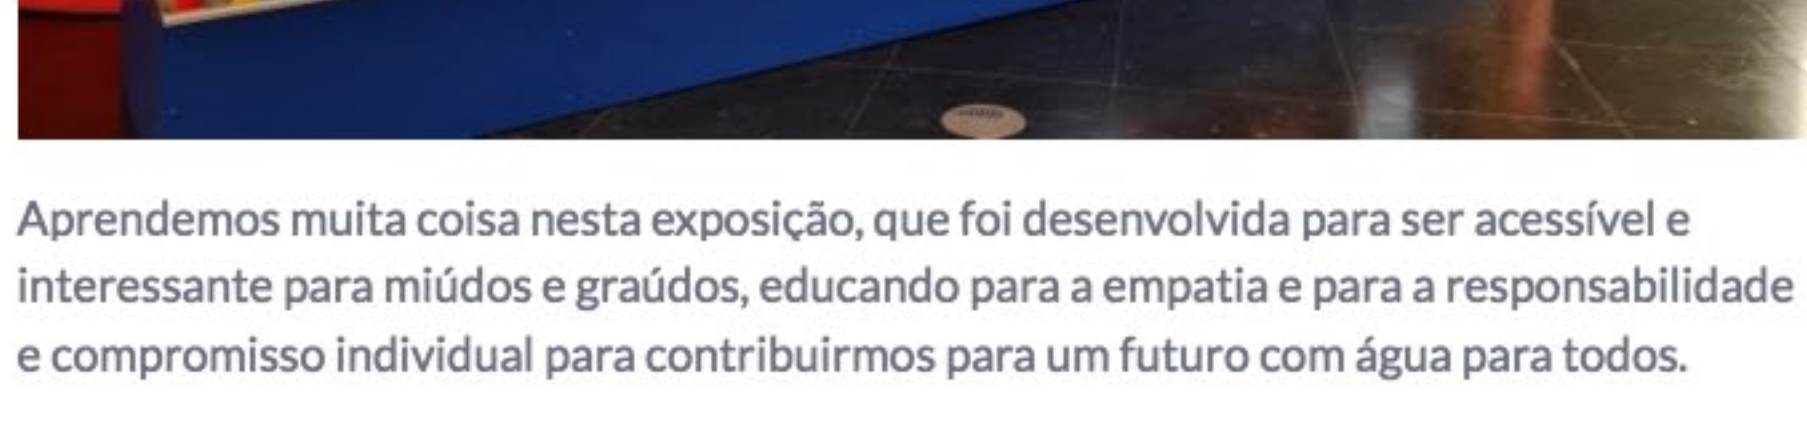 Aprendemos muita coisa nesta exposição, que foi desenvolvida para ser acessível e
interessante para miúdos e graúdos, educando para a empatia e para a responsabilidade
e compromisso individual para contribuirmos para um futuro com água para todos.